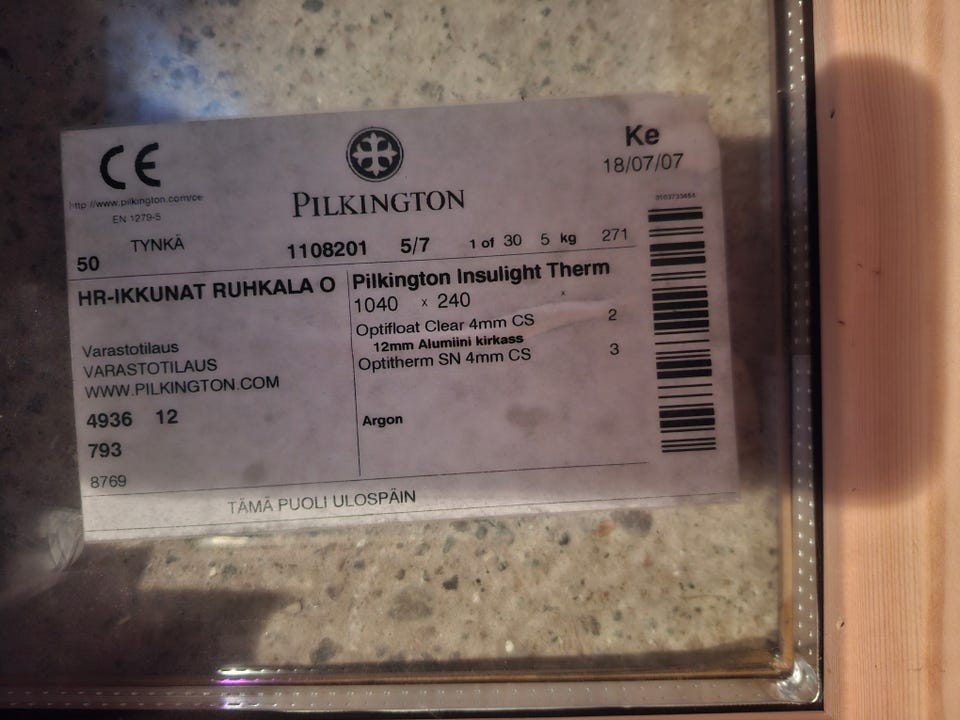 CE
http://www.pilkington.com/ce
EN 1279-5
PILKINGTON
Ke
18/07/07
0103733454
50 TYNKÄ 1108201 5/7 1 of 30 5 kg 271
HR-IKKUNAT RUHKALA O
Varastotilaus
VARASTOTILAUS
WWW.PILKINGTON.COM
4936 12
793
8769
Pilkington Insulight Therm
1040 x 240 x
Optifloat Clear 4mm CS 2
12mm Alumiini kirkass
Optitherm SN 4mm CS 3
Argon
TÄMÄ PUOLI ULOSPÄIN